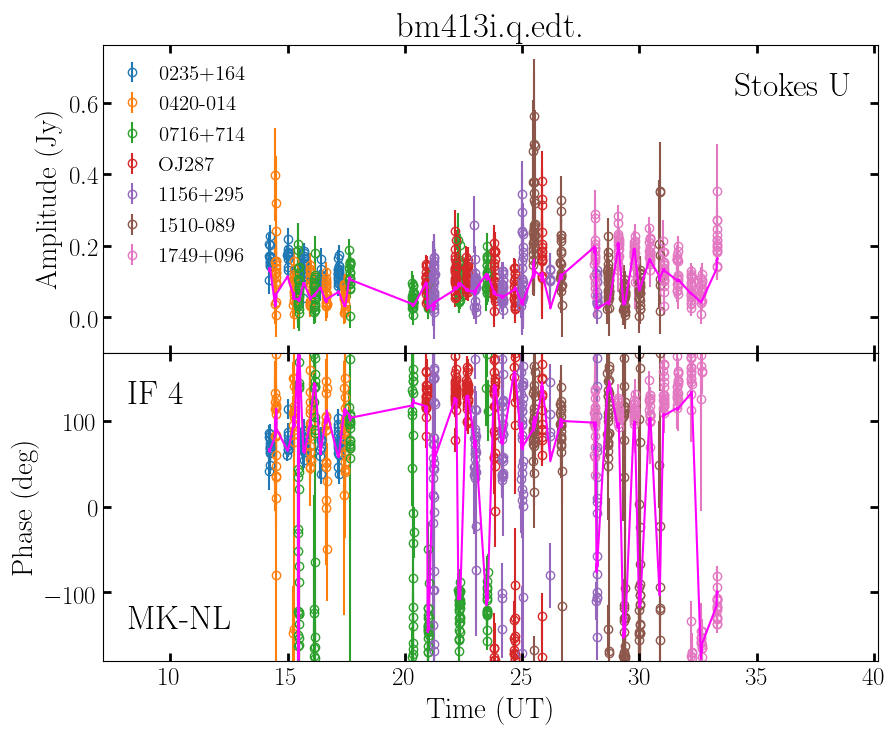 bm413i.q.edt.
Stokes U
0235+164
0420-014
0716+714
OJ287
1156+295
1510-089
1749+096
Amplitude (Jy)
0.6
0.4
0.2
0.0
IF 4
MK-NL
Phase (deg)
100
0
−100
10 15 20 25 30 35 40
Time (UT)